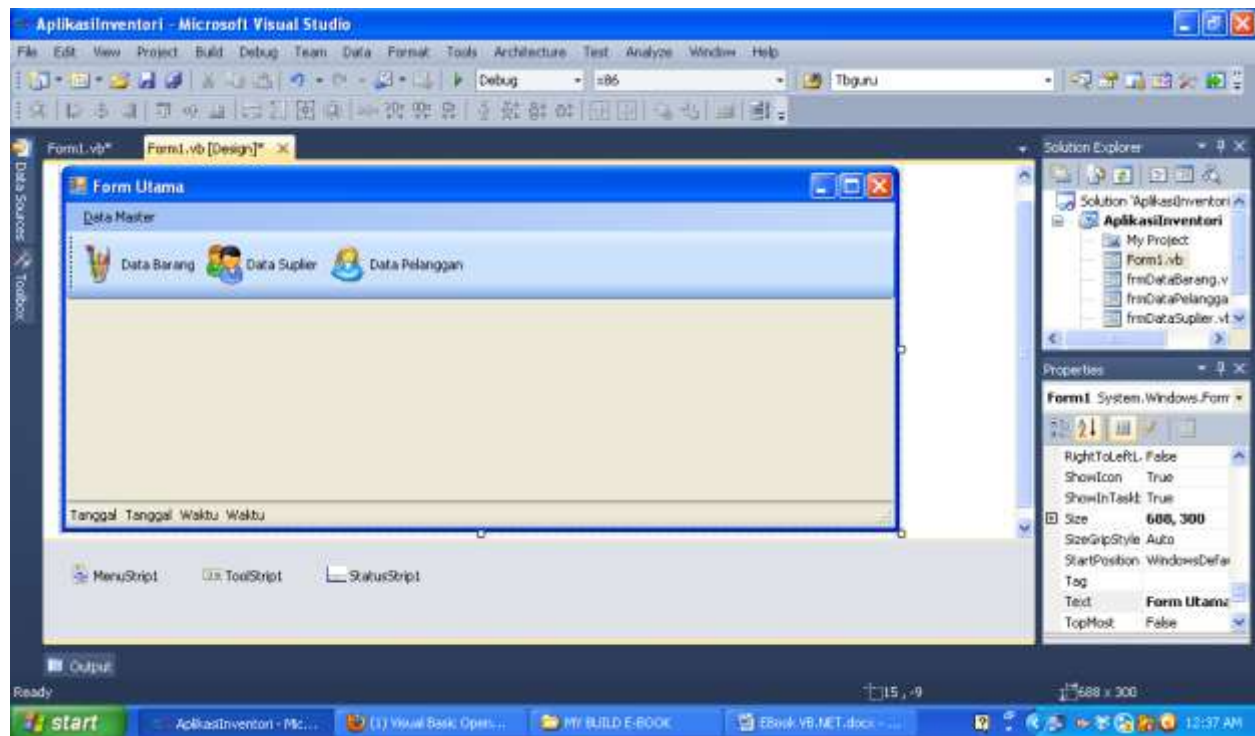 AplikasiInventori - Microsoft Visual Studio
File Edit View Project Build Debug Team Data Format Tools Architecture Test Analyze Window Help
Debug x86 Tbguru
Form1.vb* Form1.vb [Design]*
Data Sources
Toolbox
Form Utama
Data Master
Data Barang Data Suplier Data Pelanggan
Tanggal Tanggal Waktu Waktu
MenuStrip1 ToolStrip1 StatusStrip1
Solution Explorer
Solution 'AplikasiInventori
AplikasiInventori
My Project
Form1.vb
frmDataBarang.v
frmDataPelangga
frmDataSuplier.vb
Properties
Form1 System.Windows.Form
RightToLeftL False
ShowIcon True
ShowInTaskb True
Size 688, 300
SizeGripStyle Auto
StartPosition WindowsDefau
Tag
Text Form Utama
TopMost False
Output
Ready 15 , -9 688 x 300
start AplikasiInventori - Mic... (1) Visual Basic Open... MY BUILD E-BOOK EBook VB.NET.docx - ... 12:37 AM